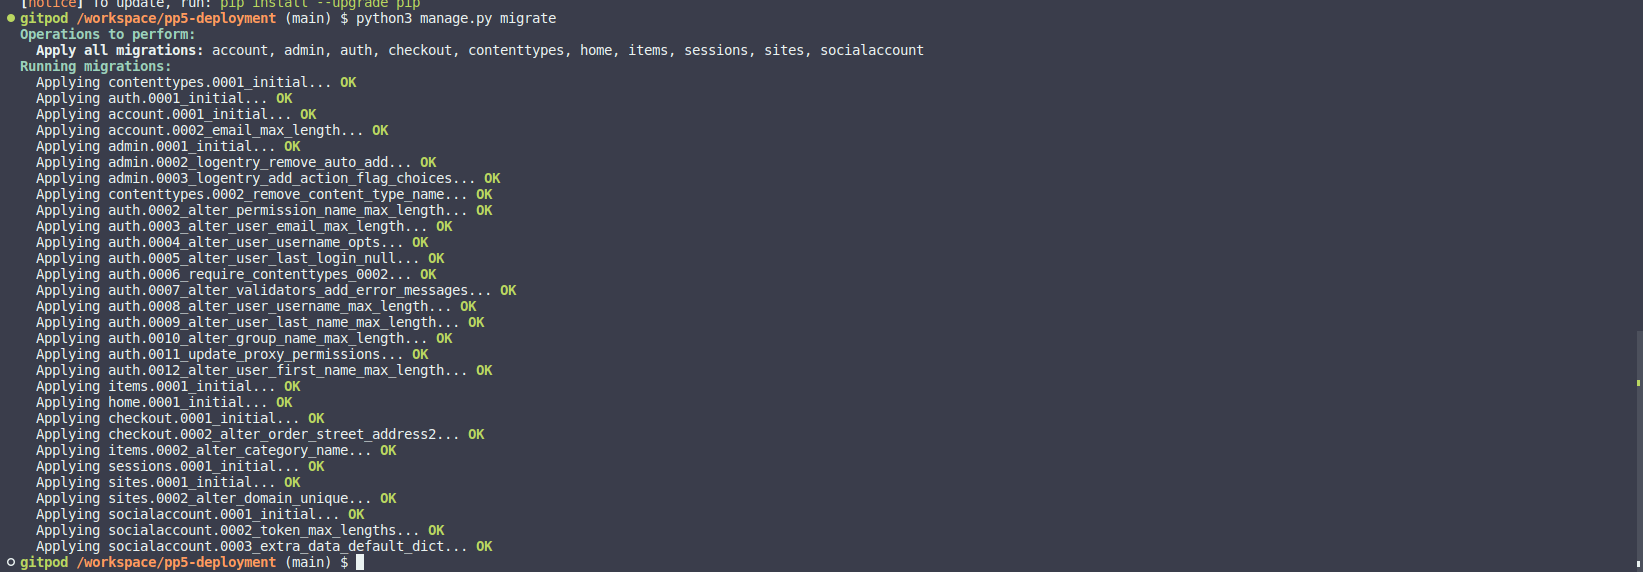 [notice] To update, run: pip install --upgrade pip
gitpod /workspace/pp5-deployment (main) $ python3 manage.py migrate
Operations to perform:
  Apply all migrations: account, admin, auth, checkout, contenttypes, home, items, sessions, sites, socialaccount
Running migrations:
  Applying contenttypes.0001_initial... OK
  Applying auth.0001_initial... OK
  Applying account.0001_initial... OK
  Applying account.0002_email_max_length... OK
  Applying admin.0001_initial... OK
  Applying admin.0002_logentry_remove_auto_add... OK
  Applying admin.0003_logentry_add_action_flag_choices... OK
  Applying contenttypes.0002_remove_content_type_name... OK
  Applying auth.0002_alter_permission_name_max_length... OK
  Applying auth.0003_alter_user_email_max_length... OK
  Applying auth.0004_alter_user_username_opts... OK
  Applying auth.0005_alter_user_last_login_null... OK
  Applying auth.0006_require_contenttypes_0002... OK
  Applying auth.0007_alter_validators_add_error_messages... OK
  Applying auth.0008_alter_user_username_max_length... OK
  Applying auth.0009_alter_user_last_name_max_length... OK
  Applying auth.0010_alter_group_name_max_length... OK
  Applying auth.0011_update_proxy_permissions... OK
  Applying auth.0012_alter_user_first_name_max_length... OK
  Applying items.0001_initial... OK
  Applying home.0001_initial... OK
  Applying checkout.0001_initial... OK
  Applying checkout.0002_alter_order_street_address2... OK
  Applying items.0002_alter_category_name... OK
  Applying sessions.0001_initial... OK
  Applying sites.0001_initial... OK
  Applying sites.0002_alter_domain_unique... OK
  Applying socialaccount.0001_initial... OK
  Applying socialaccount.0002_token_max_lengths... OK
  Applying socialaccount.0003_extra_data_default_dict... OK
gitpod /workspace/pp5-deployment (main) $